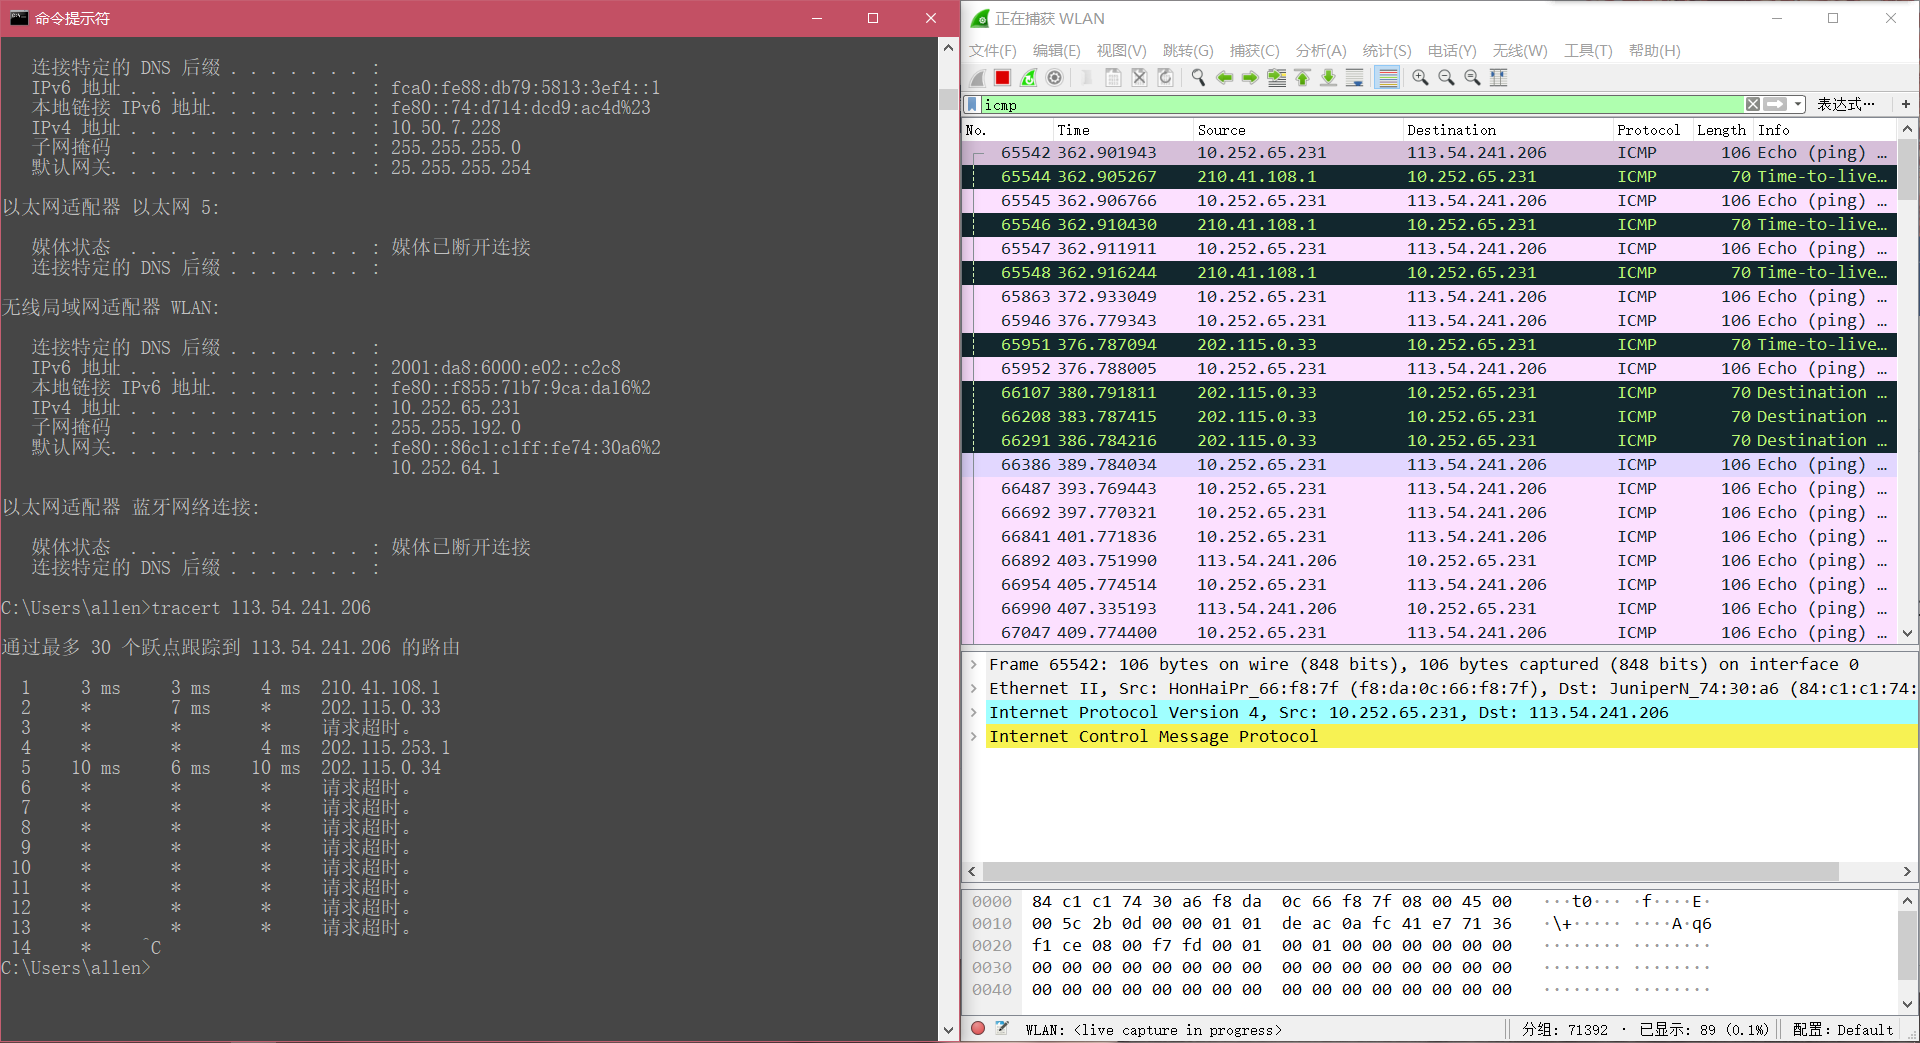 命令提示符
连接特定的 DNS 后缀 . . . . . . . :
IPv6 地址 . . . . . . . . . . . . : fca0:fe88:db79:5813:3ef4::1
本地链接 IPv6 地址. . . . . . . . : fe80::74:d714:dcd9:ac4d%23
IPv4 地址 . . . . . . . . . . . . : 10.50.7.228
子网掩码 . . . . . . . . . . . . : 255.255.255.0
默认网关. . . . . . . . . . . . . : 25.255.255.254
以太网适配器 以太网 5:
媒体状态 . . . . . . . . . . . . : 媒体已断开连接
连接特定的 DNS 后缀 . . . . . . . :
无线局域网适配器 WLAN:
连接特定的 DNS 后缀 . . . . . . . :
IPv6 地址 . . . . . . . . . . . . : 2001:da8:6000:e02::c2c8
本地链接 IPv6 地址. . . . . . . . : fe80::f855:71b7:9ca:da16%2
IPv4 地址 . . . . . . . . . . . . : 10.252.65.231
子网掩码 . . . . . . . . . . . . : 255.255.192.0
默认网关. . . . . . . . . . . . . : fe80::86c1:c1ff:fe74:30a6%2
10.252.64.1
以太网适配器 蓝牙网络连接:
媒体状态 . . . . . . . . . . . . : 媒体已断开连接
连接特定的 DNS 后缀 . . . . . . . :
C:\Users\allen>tracert 113.54.241.206
通过最多 30 个跃点跟踪到 113.54.241.206 的路由
1 3 ms 3 ms 4 ms 210.41.108.1
2 * 7 ms * 202.115.0.33
3 * * * 请求超时。
4 * * 4 ms 202.115.253.1
5 10 ms 6 ms 10 ms 202.115.0.34
6 * * * 请求超时。
7 * * * 请求超时。
8 * * * 请求超时。
9 * * * 请求超时。
10 * * * 请求超时。
11 * * * 请求超时。
12 * * * 请求超时。
13 * * * 请求超时。
14 * ^C
C:\Users\allen>
正在捕获 WLAN
文件(F) 编辑(E) 视图(V) 跳转(G) 捕获(C) 分析(A) 统计(S) 电话(Y) 无线(W) 工具(T) 帮助(H)
icmp 表达式… +
No. Time Source Destination Protocol Length Info
65542 362.901943 10.252.65.231 113.54.241.206 ICMP 106 Echo (ping) …
65544 362.905267 210.41.108.1 10.252.65.231 ICMP 70 Time-to-live…
65545 362.906766 10.252.65.231 113.54.241.206 ICMP 106 Echo (ping) …
65546 362.910430 210.41.108.1 10.252.65.231 ICMP 70 Time-to-live…
65547 362.911911 10.252.65.231 113.54.241.206 ICMP 106 Echo (ping) …
65548 362.916244 210.41.108.1 10.252.65.231 ICMP 70 Time-to-live…
65863 372.933049 10.252.65.231 113.54.241.206 ICMP 106 Echo (ping) …
65946 376.779343 10.252.65.231 113.54.241.206 ICMP 106 Echo (ping) …
65951 376.787094 202.115.0.33 10.252.65.231 ICMP 70 Time-to-live…
65952 376.788005 10.252.65.231 113.54.241.206 ICMP 106 Echo (ping) …
66107 380.791811 202.115.0.33 10.252.65.231 ICMP 70 Destination …
66208 383.787415 202.115.0.33 10.252.65.231 ICMP 70 Destination …
66291 386.784216 202.115.0.33 10.252.65.231 ICMP 70 Destination …
66386 389.784034 10.252.65.231 113.54.241.206 ICMP 106 Echo (ping) …
66487 393.769443 10.252.65.231 113.54.241.206 ICMP 106 Echo (ping) …
66692 397.770321 10.252.65.231 113.54.241.206 ICMP 106 Echo (ping) …
66841 401.771836 10.252.65.231 113.54.241.206 ICMP 106 Echo (ping) …
66892 403.751990 113.54.241.206 10.252.65.231 ICMP 106 Echo (ping) …
66954 405.774514 10.252.65.231 113.54.241.206 ICMP 106 Echo (ping) …
66990 407.335193 113.54.241.206 10.252.65.231 ICMP 106 Echo (ping) …
67047 409.774400 10.252.65.231 113.54.241.206 ICMP 106 Echo (ping) …
Frame 65542: 106 bytes on wire (848 bits), 106 bytes captured (848 bits) on interface 0
Ethernet II, Src: HonHaiPr_66:f8:7f (f8:da:0c:66:f8:7f), Dst: JuniperN_74:30:a6 (84:c1:c1:74:
Internet Protocol Version 4, Src: 10.252.65.231, Dst: 113.54.241.206
Internet Control Message Protocol
0000 84 c1 c1 74 30 a6 f8 da 0c 66 f8 7f 08 00 45 00 ···t0··· ·f····E·
0010 00 5c 2b 0d 00 00 01 01 de ac 0a fc 41 e7 71 36 ·\+····· ····A·q6
0020 f1 ce 08 00 f7 fd 00 01 00 01 00 00 00 00 00 00 ········ ········
0030 00 00 00 00 00 00 00 00 00 00 00 00 00 00 00 00 ········ ········
0040 00 00 00 00 00 00 00 00 00 00 00 00 00 00 00 00 ········ ········
WLAN: <live capture in progress> 分组: 71392 · 已显示: 89 (0.1%) 配置: Default